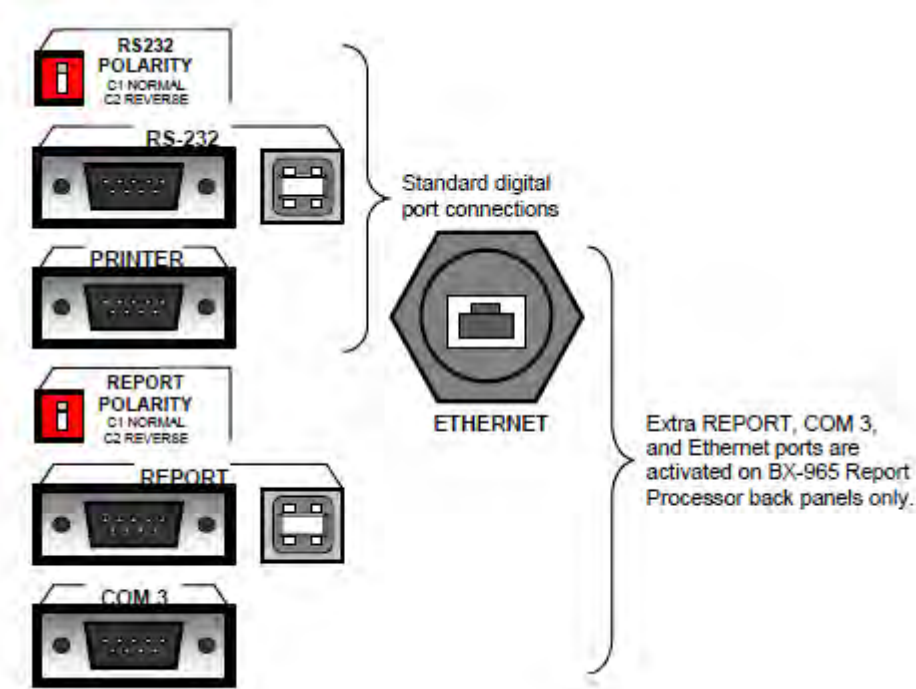 RS232
POLARITY
C1 NORMAL
C2 REVERSE
RS-232
Standard digital
port connections
PRINTER
REPORT
POLARITY
C1 NORMAL
C2 REVERSE
ETHERNET
Extra REPORT, COM 3,
and Ethernet ports are
activated on BX-965 Report
Processor back panels only.
REPORT
COM 3